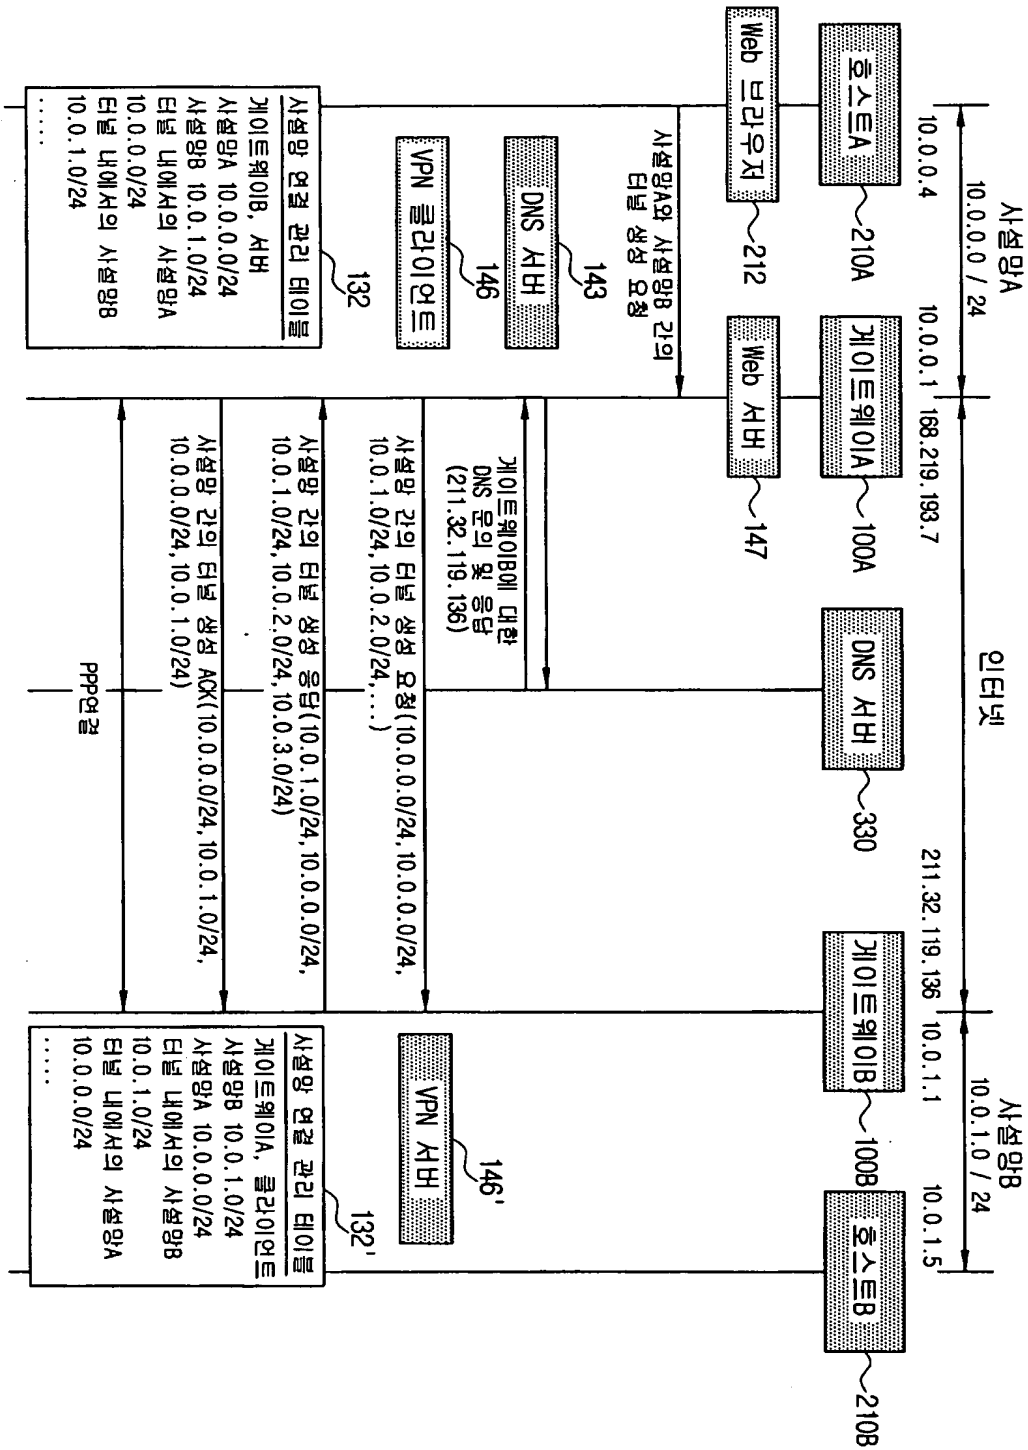 사설망A
인터넷
사설망B
10.0.0.0 / 24
10.0.1.0 / 24
10.0.0.4
10.0.0.1
168.219.193.7
211.32.119.136
10.0.1.1
10.0.1.5
호스트A
210A
게이트웨이A
100A
DNS 서버
330
게이트웨이B
100B
호스트B
210B
Web 브라우저
212
Web 서버
147
사설망A와 사설망B 간의
터널 생성 요청
DNS 서버
143
게이트웨이B에 대한
DNS 문의 및 응답
(211.32.119.136)
VPN 클라이언트
146
VPN 서버
146'
사설망 간의 터널 생성 요청(10.0.0.0/24,10.0.0.0/24,
10.0.1.0/24,10.0.2.0/24,...)
사설망 간의 터널 생성 응답(10.0.1.0/24,10.0.0.0/24,
10.0.1.0/24,10.0.2.0/24,10.0.3.0/24)
사설망 간의 터널 생성 ACK(10.0.0.0/24,10.0.1.0/24,
10.0.0.0/24,10.0.1.0/24)
PPP연결
132
사설망 연결 관리 테이블
게이트웨이B, 서버
사설망A 10.0.0.0/24
사설망B 10.0.1.0/24
터널 내에서의 사설망A
10.0.0.0/24
터널 내에서의 사설망B
10.0.1.0/24
.....
132'
사설망 연결 관리 테이블
게이트웨이A, 클라이언트
사설망B 10.0.1.0/24
사설망A 10.0.0.0/24
터널 내에서의 사설망B
10.0.1.0/24
터널 내에서의 사설망A
10.0.0.0/24
.....